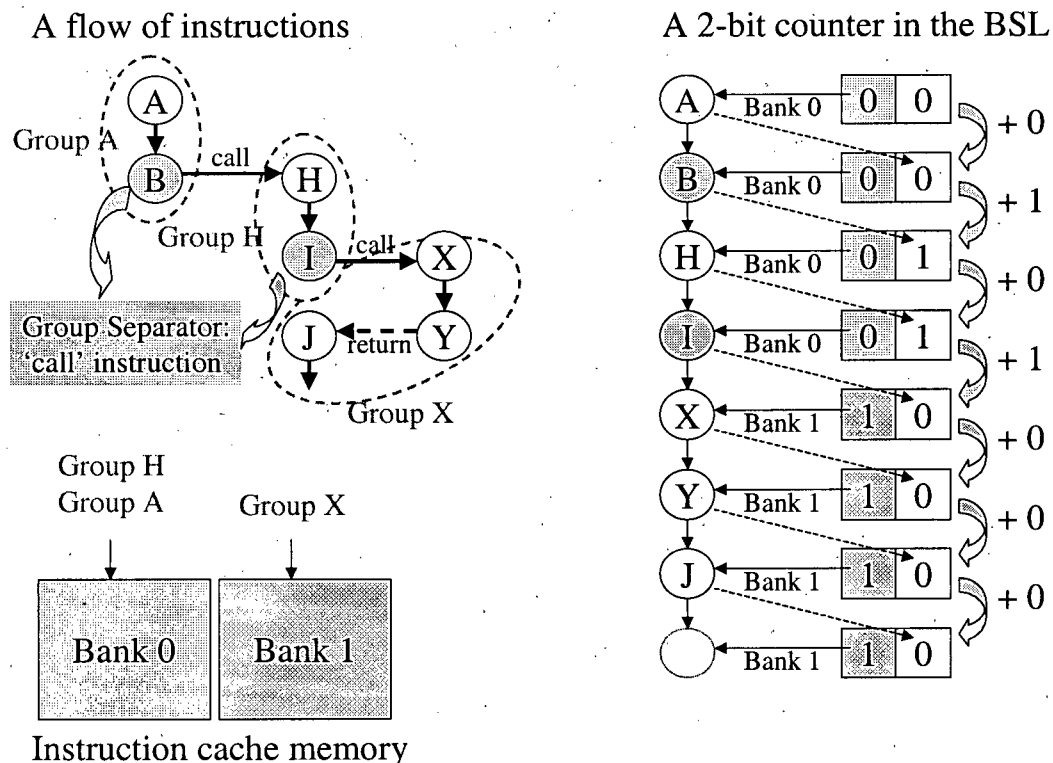 A flow of instructions
A
Group A
B
call
H
Group H
I
call
X
Group Separator:
'call' instruction
J
return
Y
Group X
Group H
Group A
Group X
Bank 0
Bank 1
Instruction cache memory
A 2-bit counter in the BSL
A
Bank 0
0 0
+ 0
B
Bank 0
0 0
+ 1
H
Bank 0
0 1
+ 0
I
Bank 0
0 1
+ 1
X
Bank 1
1 0
+ 0
Y
Bank 1
1 0
+ 0
J
Bank 1
1 0
+ 0
Bank 1
1 0